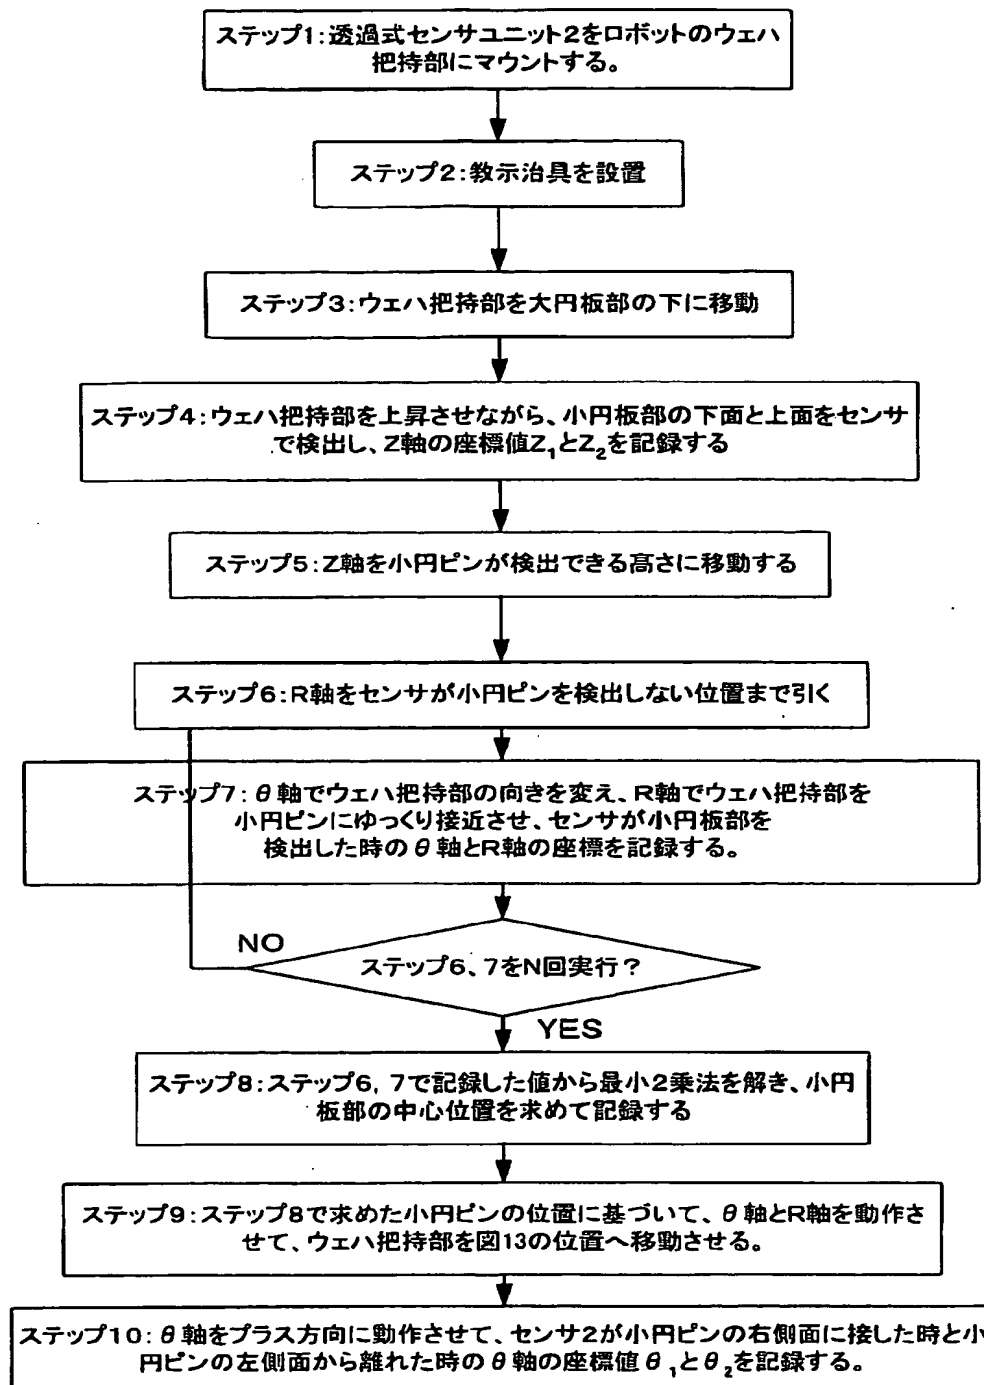 ステップ1:透過式センサユニット2をロボットのウェハ
把持部にマウントする。
ステップ2:教示治具を設置
ステップ3:ウェハ把持部を大円板部の下に移動
ステップ4:ウェハ把持部を上昇させながら、小円板部の下面と上面をセンサ
で検出し、Z軸の座標値Z₁とZ₂を記録する
ステップ5:Z軸を小円ピンが検出できる高さに移動する
ステップ6:R軸をセンサが小円ピンを検出しない位置まで引く
ステップ7:θ軸でウェハ把持部の向きを変え、R軸でウェハ把持部を
小円ピンにゆっくり接近させ、センサが小円板部を
検出した時のθ軸とR軸の座標を記録する。
NO
ステップ6、7をN回実行?
YES
ステップ8:ステップ6,7で記録した値から最小2乗法を解き、小円
板部の中心位置を求めて記録する
ステップ9:ステップ8で求めた小円ピンの位置に基づいて、θ軸とR軸を動作さ
せて、ウェハ把持部を図13の位置へ移動させる。
ステップ10:θ軸をプラス方向に動作させて、センサ2が小円ピンの右側面に接した時と小
円ピンの左側面から離れた時のθ軸の座標値θ₁とθ₂を記録する。